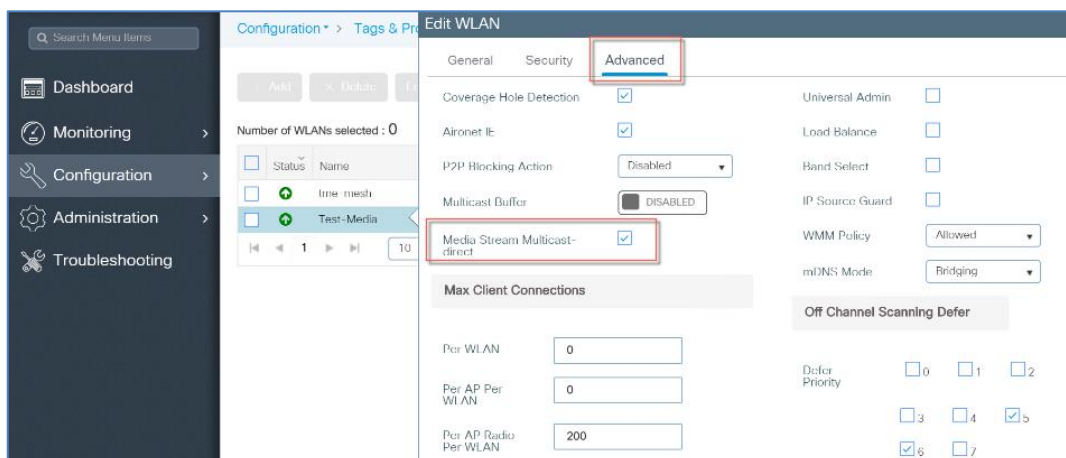 Search Menu Items
Dashboard
Monitoring
Configuration
Administration
Troubleshooting
Configuration > Tags & Pro
Add
Delete
Number of WLANs selected : 0
Status Name
Test-Media
1
10
Edit WLAN
General Security Advanced
Coverage Hole Detection
Aironet IE
P2P Blocking Action Disabled
Multicast Buffer DISABLED
Media Stream Multicast-
direct
Max Client Connections
Per WLAN 0
Per AP Per
WLAN 0
Per AP Radio
Per WLAN 200
Universal Admin
Load Balance
Band Select
IP Source Guard
WMM Policy Allowed
mDNS Mode Bridging
Off Channel Scanning Defer
Defer
Priority
0 1 2
3 4 5
6 7